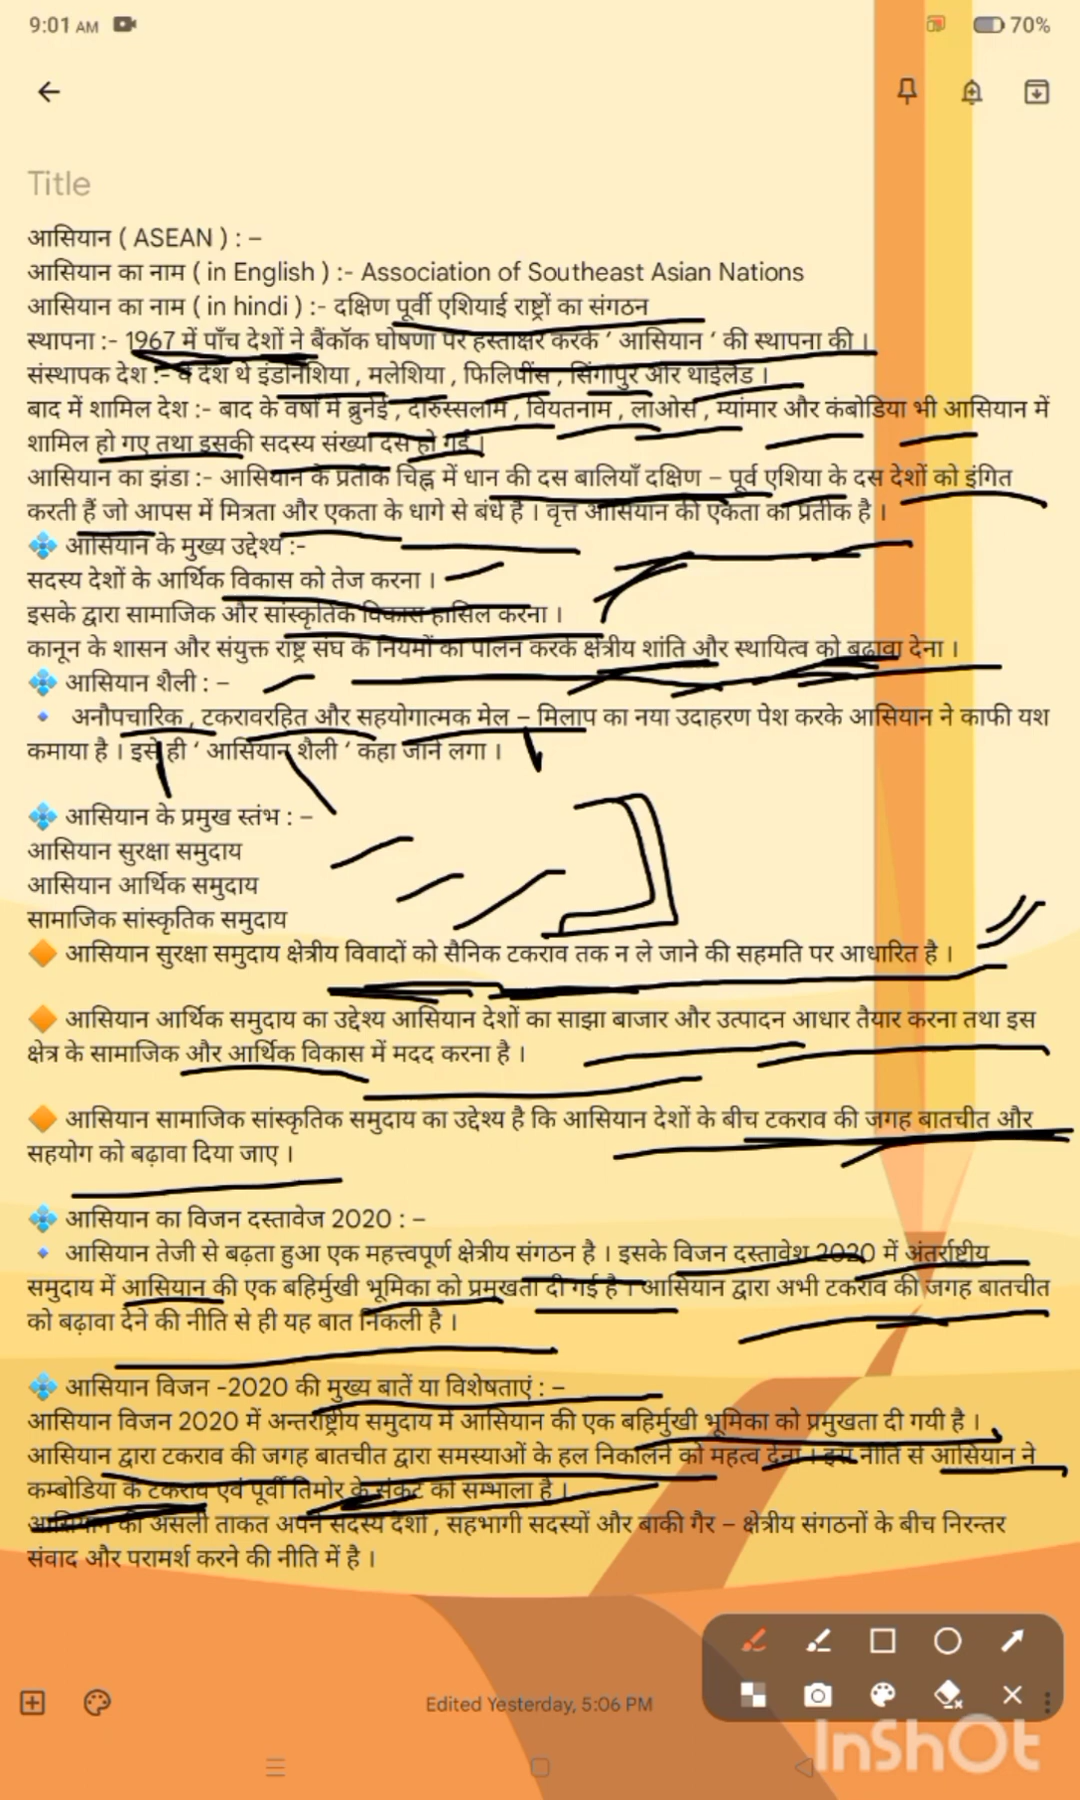 9:01 AM
70%
Title
आसियान ( ASEAN ) : –
आसियान का नाम ( in English ) :- Association of Southeast Asian Nations
आसियान का नाम ( in hindi ) :- दक्षिण पूर्वी एशियाई राष्ट्रों का संगठन
स्थापना :- 1967 में पाँच देशों ने बैंकॉक घोषणा पर हस्ताक्षर करके ‘ आसियान ‘ की स्थापना की ।
संस्थापक देश :– ये देश थे इंडोनेशिया , मलेशिया , फिलिपींस , सिंगापुर और थाईलैंड ।
बाद में शामिल देश :- बाद के वर्षो में ब्रुनेई , दारुस्सलाम , वियतनाम , लाओस , म्यांमार और कंबोडिया भी आसियान में
शामिल हो गए तथा इसकी सदस्य संख्या दस हो गई ।
आसियान का झंडा :- आसियान के प्रतीक चिह्न में धान की दस बालियाँ दक्षिण – पूर्व एशिया के दस देशों को इंगित
करती हैं जो आपस में मित्रता और एकता के धागे से बंधे है । वृत्त आसियान की एकता का प्रतीक है ।
आसियान के मुख्य उद्देश्य :-
सदस्य देशों के आर्थिक विकास को तेज करना ।
इसके द्वारा सामाजिक और सांस्कृतिक विकास हासिल करना ।
कानून के शासन और संयुक्त राष्ट्र संघ के नियमों का पालन करके क्षेत्रीय शांति और स्थायित्व को बढ़ावा देना ।
आसियान शैली : –
अनौपचारिक , टकरावरहित और सहयोगात्मक मेल – मिलाप का नया उदाहरण पेश करके आसियान ने काफी यश
कमाया है । इसे ही ‘ आसियान शैली ‘ कहा जाने लगा ।
आसियान के प्रमुख स्तंभ : –
आसियान सुरक्षा समुदाय
आसियान आर्थिक समुदाय
सामाजिक सांस्कृतिक समुदाय
आसियान सुरक्षा समुदाय क्षेत्रीय विवादों को सैनिक टकराव तक न ले जाने की सहमति पर आधारित है ।
आसियान आर्थिक समुदाय का उद्देश्य आसियान देशों का साझा बाजार और उत्पादन आधार तैयार करना तथा इस
क्षेत्र के सामाजिक और आर्थिक विकास में मदद करना है ।
आसियान सामाजिक सांस्कृतिक समुदाय का उद्देश्य है कि आसियान देशों के बीच टकराव की जगह बातचीत और
सहयोग को बढ़ावा दिया जाए ।
आसियान का विजन दस्तावेज 2020 : –
आसियान तेजी से बढ़ता हुआ एक महत्त्वपूर्ण क्षेत्रीय संगठन है । इसके विजन दस्तावेश 2020 में अंतर्राष्टीय
समुदाय में आसियान की एक बहिर्मुखी भूमिका को प्रमुखता दी गई है । आसियान द्वारा अभी टकराव की जगह बातचीत
को बढ़ावा देने की नीति से ही यह बात निकली है ।
आसियान विजन -2020 की मुख्य बातें या विशेषताएं : –
आसियान विजन 2020 में अन्तर्राष्ट्रीय समुदाय में आसियान की एक बहिर्मुखी भूमिका को प्रमुखता दी गयी है ।
आसियान द्वारा टकराव की जगह बातचीत द्वारा समस्याओं के हल निकालने को महत्व देना । इस नीति से आसियान ने
कम्बोडिया के टकराव एवं पूर्वी तिमोर के संकट को सम्भाला है ।
आसियान की असली ताकत अपने सदस्य देशों , सहभागी सदस्यों और बाकी गैर – क्षेत्रीय संगठनों के बीच निरन्तर
संवाद और परामर्श करने की नीति में है ।
Edited Yesterday, 5:06 PM
InShOt